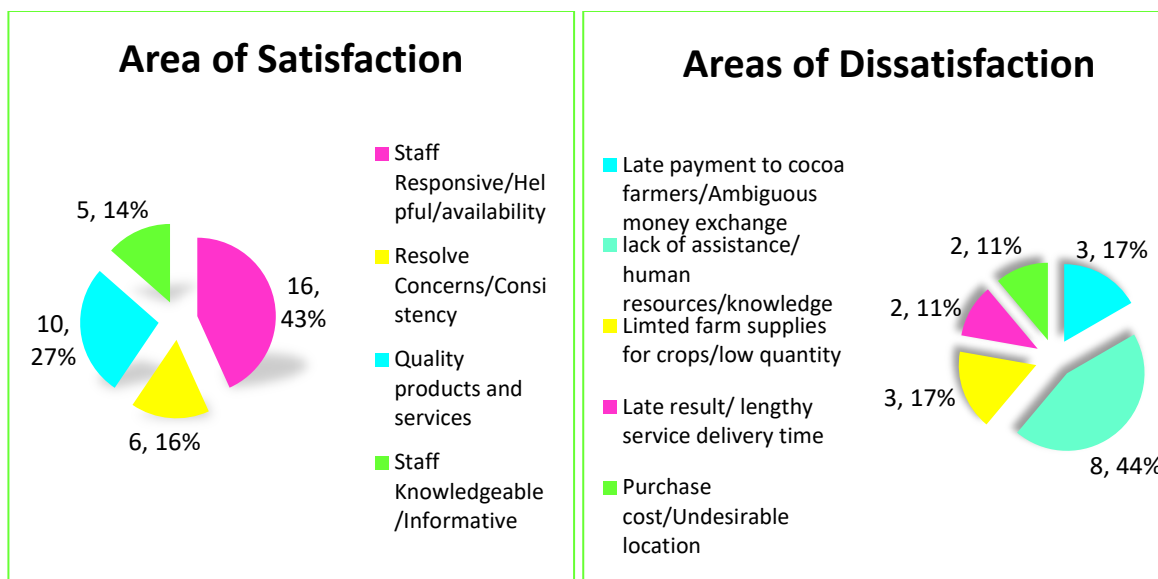 Area of Satisfaction
5, 14%
10,
27%
6, 16%
16,
43%
Staff
Responsive/Hel
pful/availability
Resolve
Concerns/Consi
stency
Quality
products and
services
Staff
Knowledgeable
/Informative
Areas of Dissatisfaction
Late payment to cocoa
farmers/Ambiguous
money exchange
lack of assistance/
human
resources/knowledge
Limted farm supplies
for crops/low quantity
Late result/ lengthy
service delivery time
Purchase
cost/Undesirable
location
2, 11%
3, 17%
2, 11%
3, 17%
8, 44%